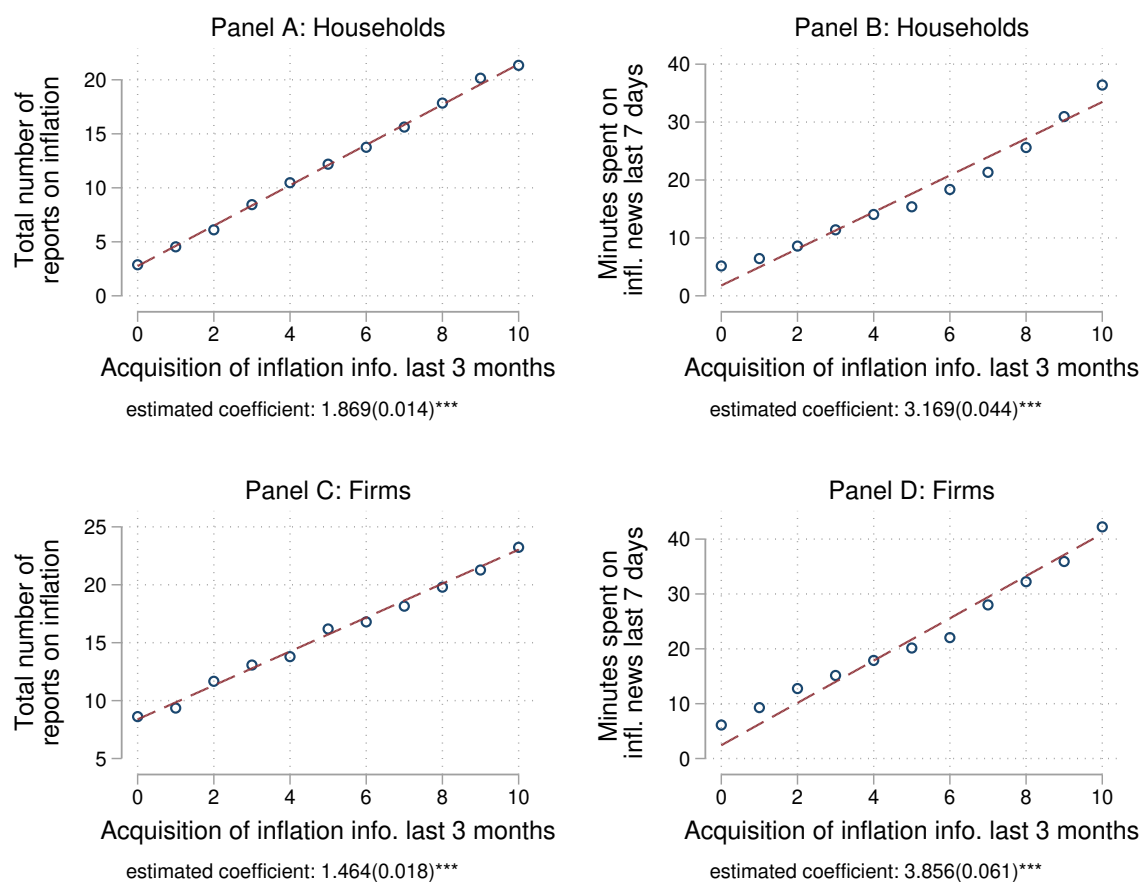 Panel A: Households
Total number of
reports on inflation
20
15
10
5
0
0 2 4 6 8 10
Acquisition of inflation info. last 3 months
estimated coefficient: 1.869(0.014)***
Panel B: Households
Minutes spent on
infl. news last 7 days
40
30
20
10
0
0 2 4 6 8 10
Acquisition of inflation info. last 3 months
estimated coefficient: 3.169(0.044)***
Panel C: Firms
Total number of
reports on inflation
25
20
15
10
5
0 2 4 6 8 10
Acquisition of inflation info. last 3 months
estimated coefficient: 1.464(0.018)***
Panel D: Firms
Minutes spent on
infl. news last 7 days
40
30
20
10
0
0 2 4 6 8 10
Acquisition of inflation info. last 3 months
estimated coefficient: 3.856(0.061)***